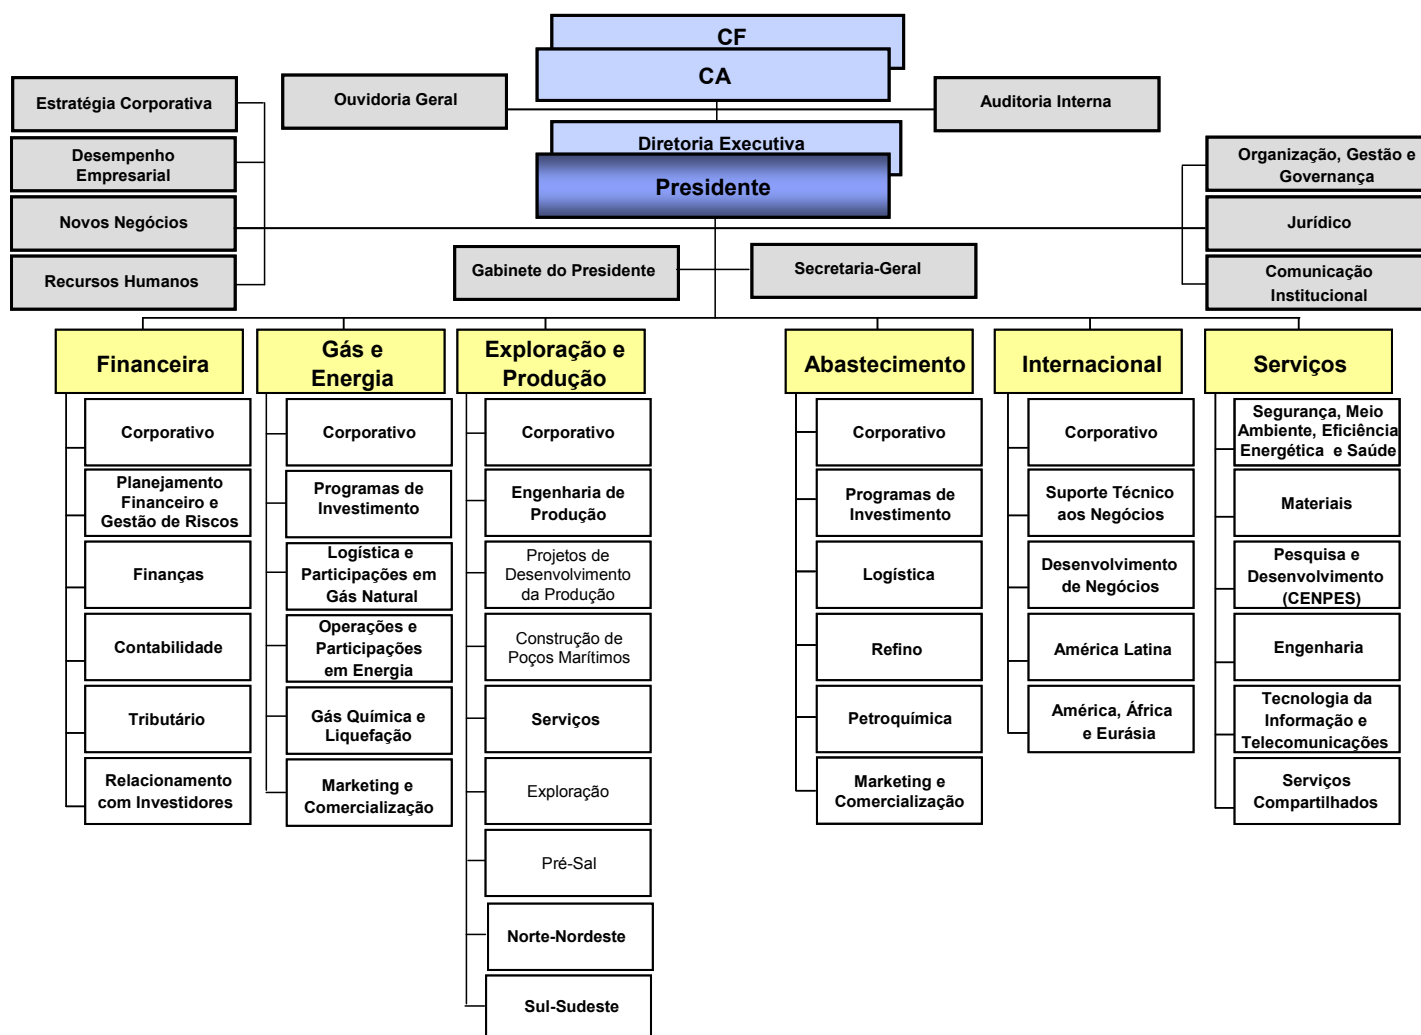 CF
CA
Ouvidoria Geral
Auditoria Interna
Estratégia Corporativa
Desempenho
Empresarial
Novos Negócios
Recursos Humanos
Diretoria Executiva
Presidente
Organização, Gestão e
Governança
Jurídico
Comunicação
Institucional
Gabinete do Presidente
Secretaria-Geral
Financeira
Corporativo
Planejamento
Financeiro e
Gestão de Riscos
Finanças
Contabilidade
Tributário
Relacionamento
com Investidores
Gás e
Energia
Corporativo
Programas de
Investimento
Logística e
Participações em
Gás Natural
Operações e
Participações
em Energia
Gás Química e
Liquefação
Marketing e
Comercialização
Exploração e
Produção
Corporativo
Engenharia de
Produção
Projetos de
Desenvolvimento
da Produção
Construção de
Poços Marítimos
Serviços
Exploração
Pré-Sal
Norte-Nordeste
Sul-Sudeste
Abastecimento
Corporativo
Programas de
Investimento
Logística
Refino
Petroquímica
Marketing e
Comercialização
Internacional
Corporativo
Suporte Técnico
aos Negócios
Desenvolvimento
de Negócios
América Latina
América, África
e Eurásia
Serviços
Segurança, Meio
Ambiente, Eficiência
Energética e Saúde
Materiais
Pesquisa e
Desenvolvimento
(CENPES)
Engenharia
Tecnologia da
Informação e
Telecomunicações
Serviços
Compartilhados